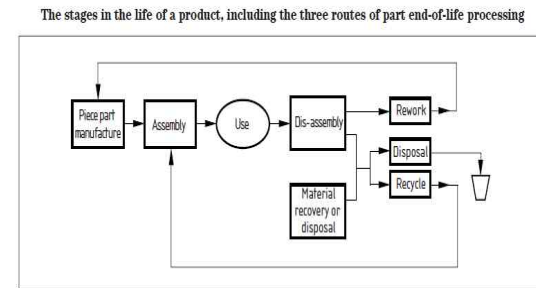 The stages in the life of a product, including the three routes of part end-of-life processing
Piece part
manufacture
Assembly
Use
Dis-assembly
Rework
Disposal
Recycle
Material
recovery or
disposal